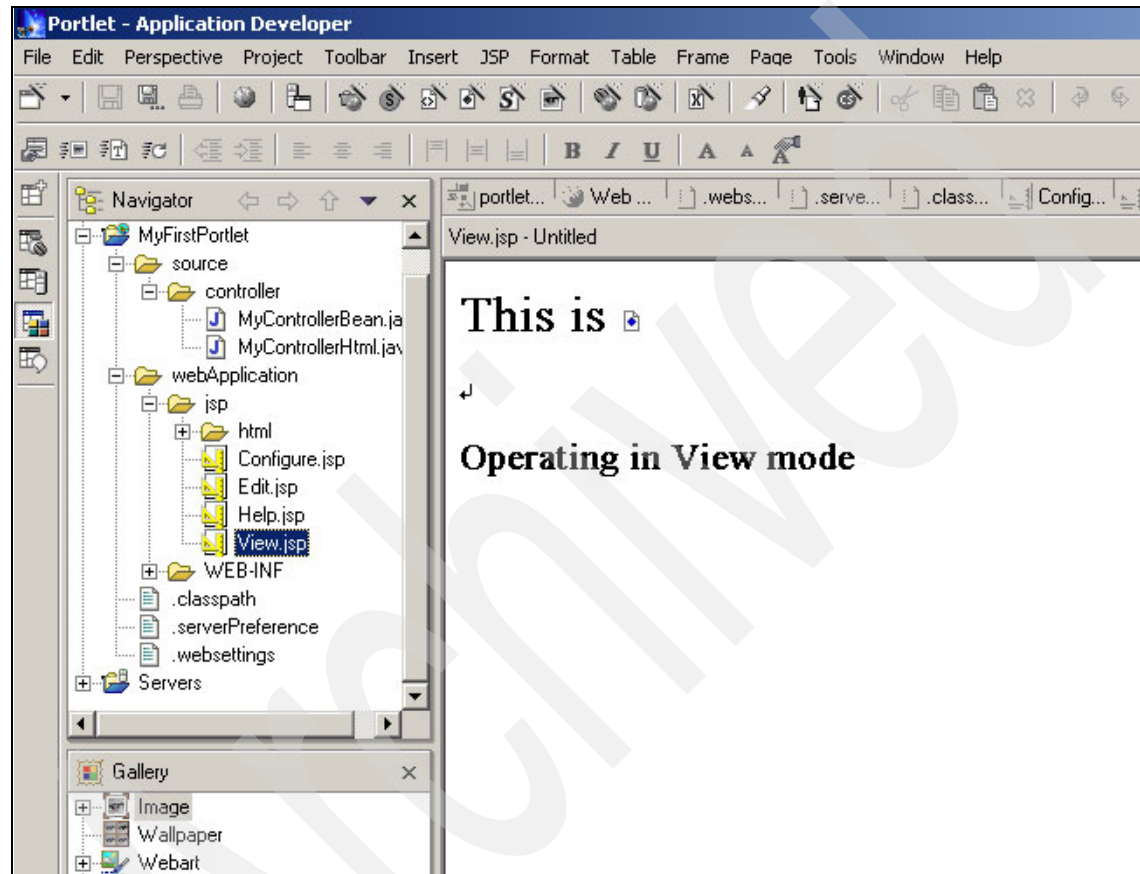 Portlet - Application Developer
File Edit Perspective Project Toolbar Insert JSP Format Table Frame Page Tools Window Help
Navigator
portlet... Web ... .webs... .serve... .class... Config...
View.jsp - Untitled
MyFirstPortlet
source
controller
MyControllerBean.ja
MyControllerHtml.jav
webApplication
jsp
html
Configure.jsp
Edit.jsp
Help.jsp
View.jsp
WEB-INF
.classpath
.serverPreference
.websettings
Servers
This is
Operating in View mode
Gallery
Image
Wallpaper
Webart